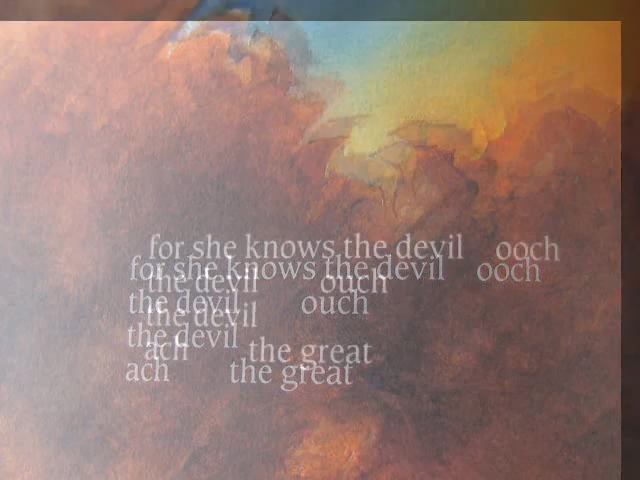 for she knows the devil ooch
for she knows the devil ooch
the devil ouch
the devil ouch
the devil
the devil
ach the great
ach the great